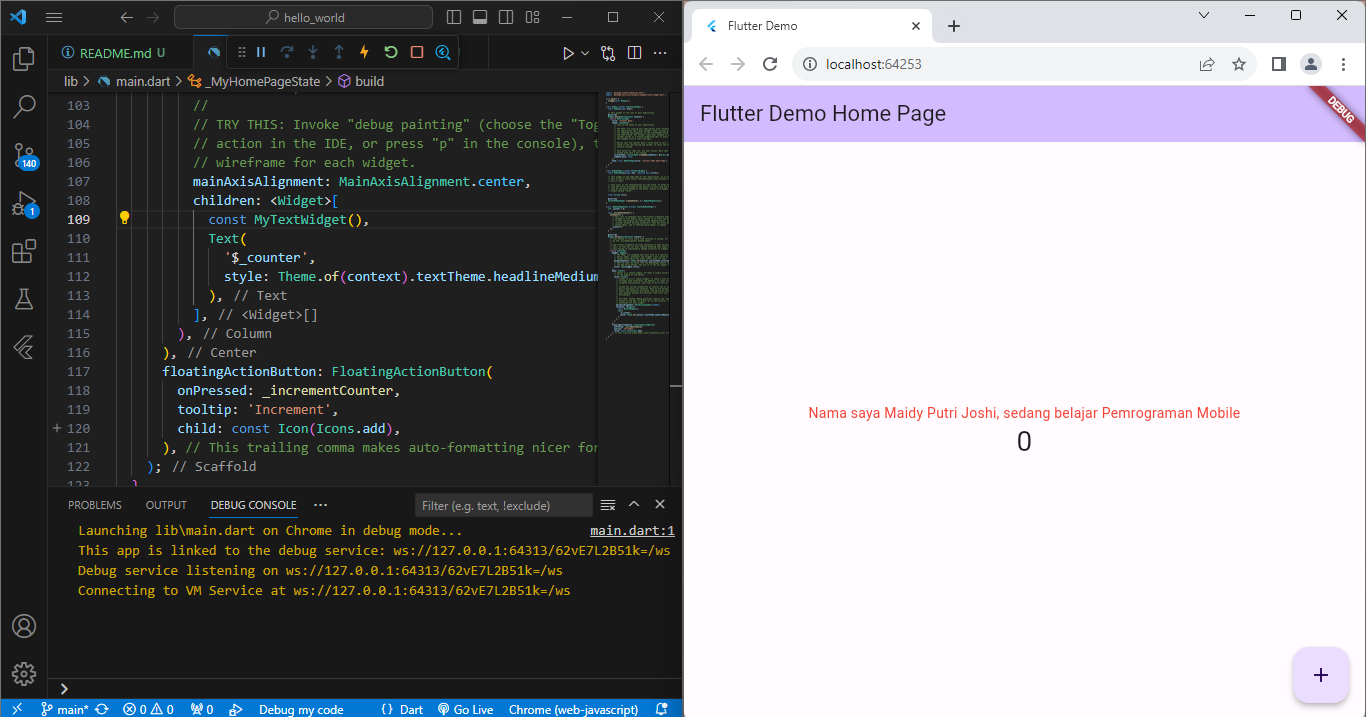 hello_world
README.md U
lib > main.dart > _MyHomePageState > build
103 //
104 // TRY THIS: Invoke "debug painting" (choose the "Tog
105 // action in the IDE, or press "p" in the console), t
106 // wireframe for each widget.
107 mainAxisAlignment: MainAxisAlignment.center,
108 children: <Widget>[
109 const MyTextWidget(),
110 Text(
111 '$_counter',
112 style: Theme.of(context).textTheme.headlineMedium
113 ), // Text
114 ], // <Widget>[]
115 ), // Column
116 ), // Center
117 floatingActionButton: FloatingActionButton(
118 onPressed: _incrementCounter,
119 tooltip: 'Increment',
120 child: const Icon(Icons.add),
121 ), // This trailing comma makes auto-formatting nicer for
122 ); // Scaffold
123 }
140
1
PROBLEMS OUTPUT DEBUG CONSOLE ··· Filter (e.g. text, !exclude)
Launching lib\main.dart on Chrome in debug mode... main.dart:1
This app is linked to the debug service: ws://127.0.0.1:64313/62vE7L2B51k=/ws
Debug service listening on ws://127.0.0.1:64313/62vE7L2B51k=/ws
Connecting to VM Service at ws://127.0.0.1:64313/62vE7L2B51k=/ws
main* 0 0 0 Debug my code {} Dart Go Live Chrome (web-javascript)
Flutter Demo
localhost:64253
Flutter Demo Home Page
DEBUG
Nama saya Maidy Putri Joshi, sedang belajar Pemrograman Mobile
0
+